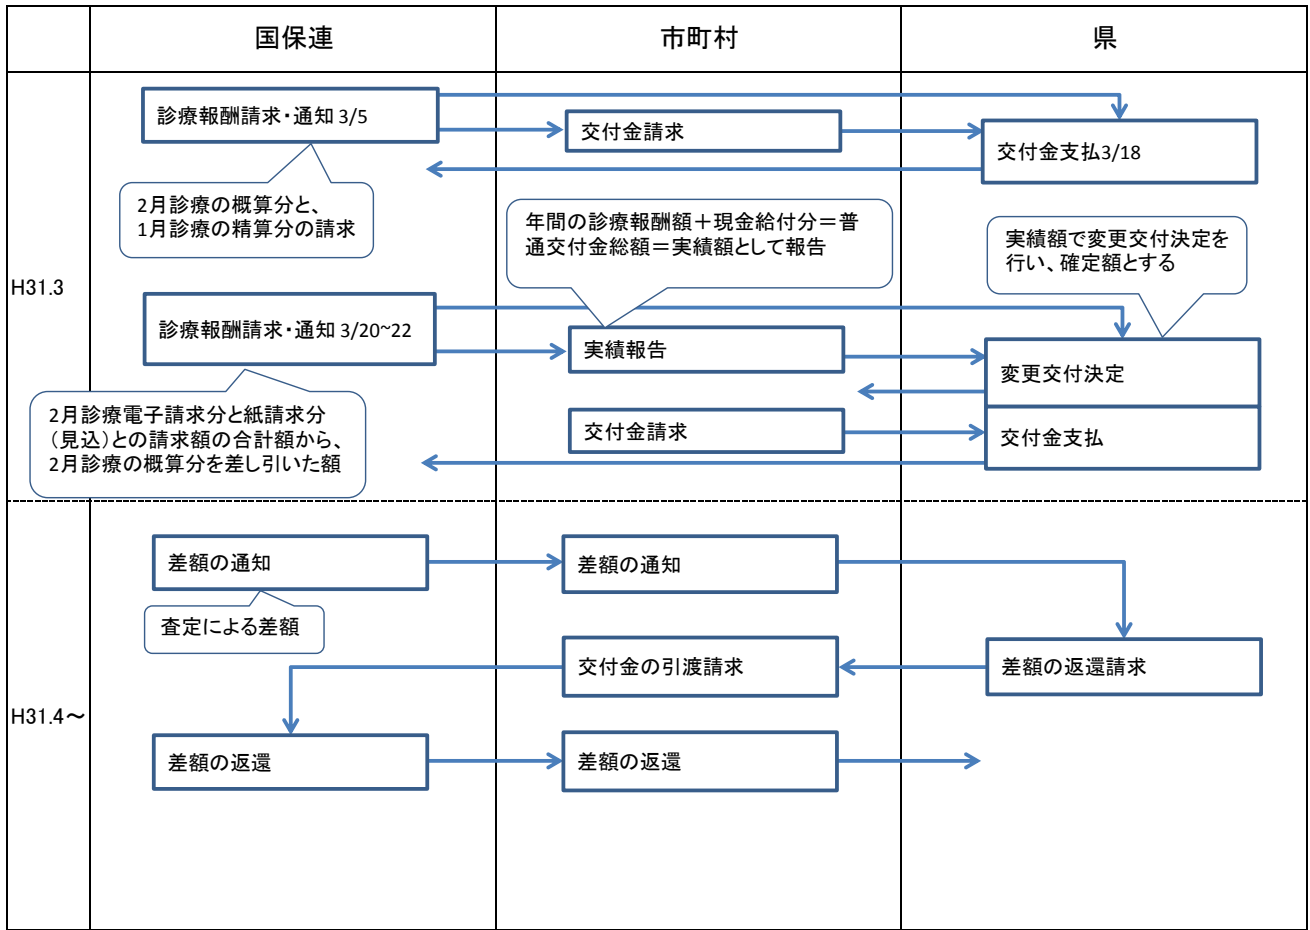 国保連
市町村
県
H31.3
診療報酬請求・通知 3/5
交付金請求
交付金支払3/18
2月診療の概算分と、
1月診療の精算分の請求
年間の診療報酬額＋現金給付分＝普
通交付金総額＝実績額として報告
実績額で変更交付決定を
行い、確定額とする
診療報酬請求・通知 3/20~22
実績報告
変更交付決定
2月診療電子請求分と紙請求分
（見込）との請求額の合計額から、
2月診療の概算分を差し引いた額
交付金請求
交付金支払
H31.4～
差額の通知
差額の通知
査定による差額
交付金の引渡請求
差額の返還請求
差額の返還
差額の返還